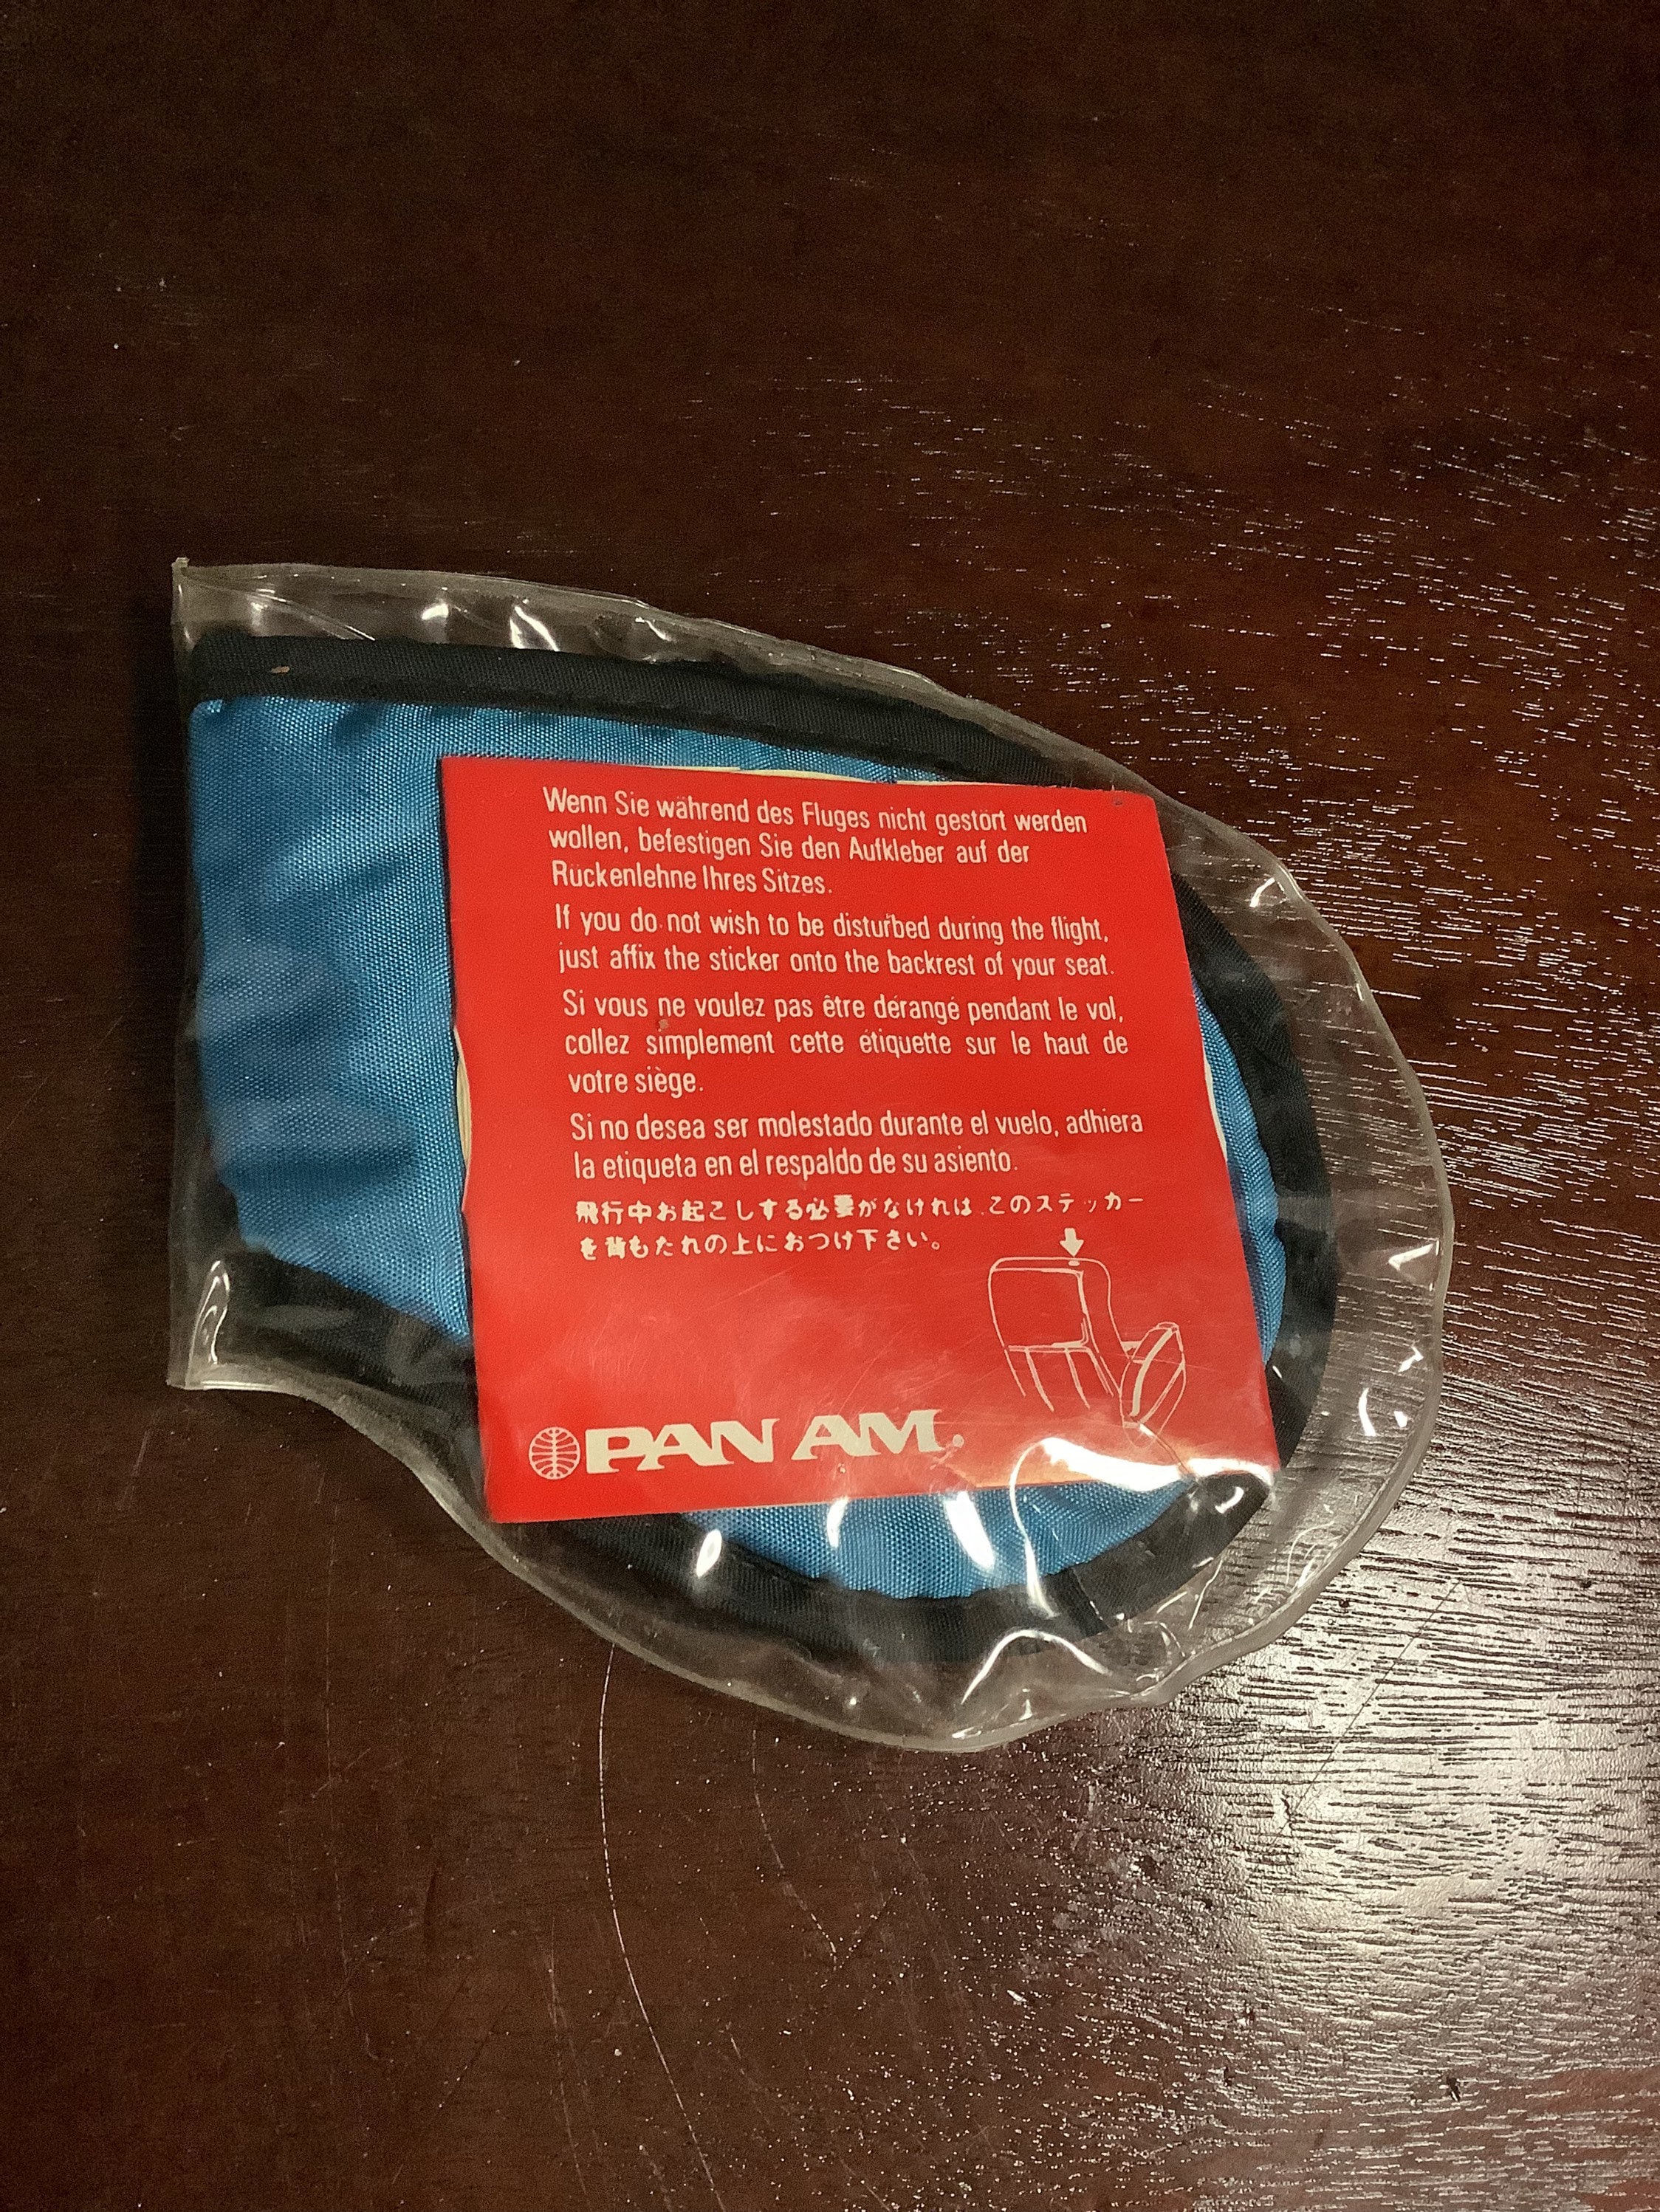 Wenn Sie während des Fluges nicht gestört werden
wollen, befestigen Sie den Aufkleber auf der
Rückenlehne Ihres Sitzes.
If you do not wish to be disturbed during the flight,
just affix the sticker onto the backrest of your seat.
Si vous ne voulez pas être dérangé pendant le vol,
collez simplement cette étiquette sur le haut de
votre siège.
Si no desea ser molestado durante el vuelo, adhiera
la etiqueta en el respaldo de su asiento.
飛行中お起こしする必要がなければ、このステッカー
を背もたれの上におつけ下さい。
PAN AM.